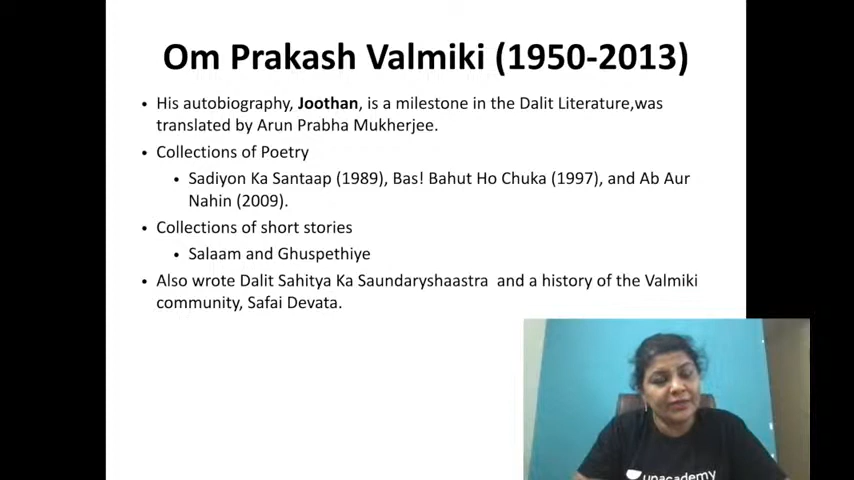 Om Prakash Valmiki (1950-2013)
• His autobiography, Joothan, is a milestone in the Dalit Literature,was
translated by Arun Prabha Mukherjee.
• Collections of Poetry
• Sadiyon Ka Santaap (1989), Bas! Bahut Ho Chuka (1997), and Ab Aur
Nahin (2009).
• Collections of short stories
• Salaam and Ghuspethiye
• Also wrote Dalit Sahitya Ka Saundaryshaastra and a history of the Valmiki
community, Safai Devata.
unacademy